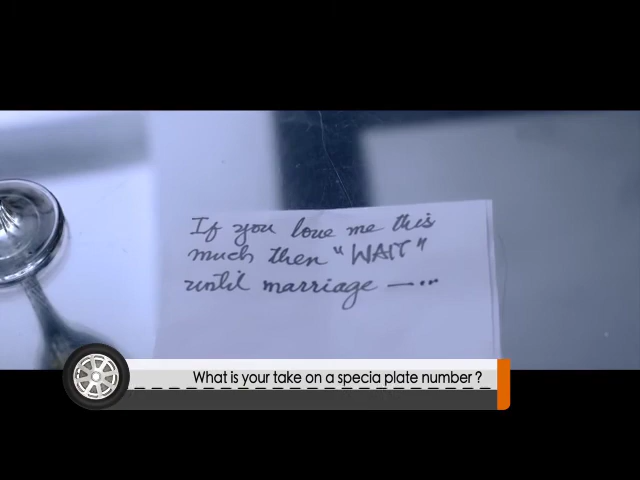 If you love me this
much then "WAIT"
until marriage —...
What is your take on a specia plate number ?